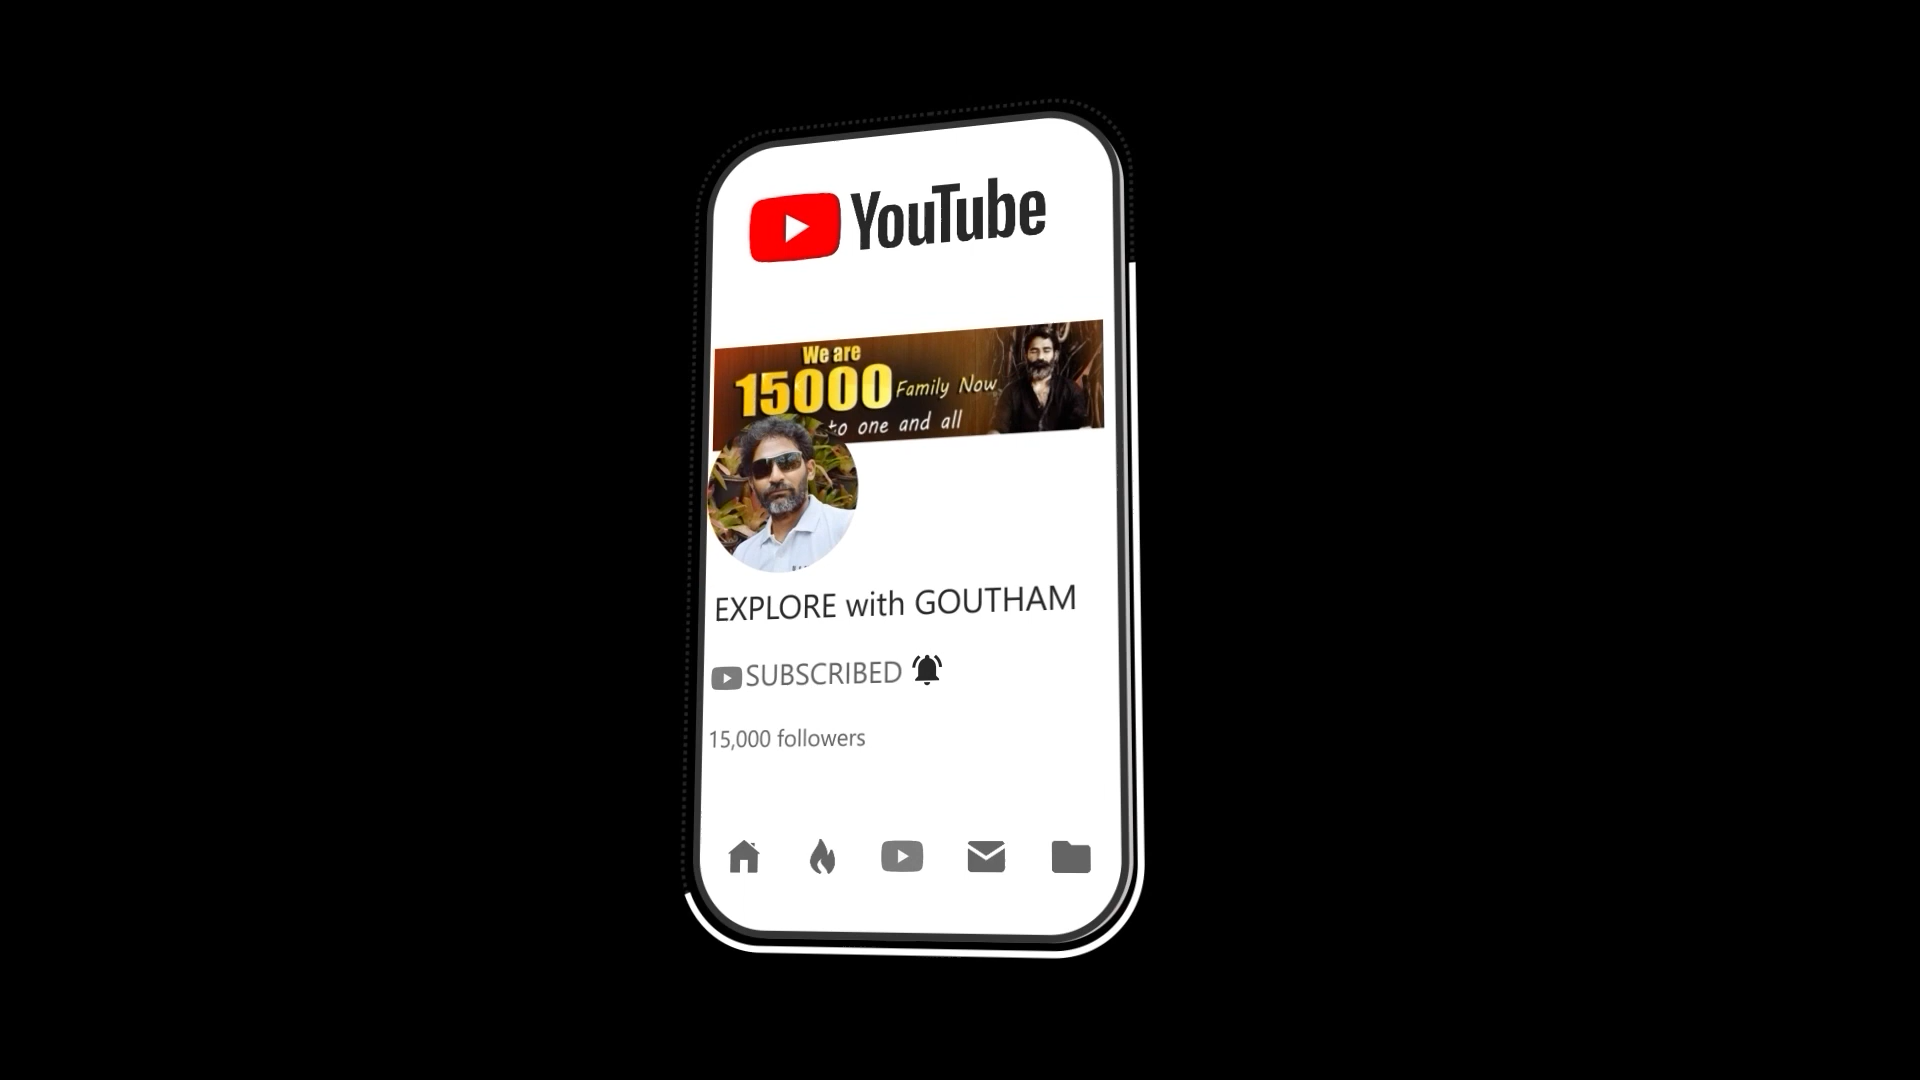 YouTube
We are
15000 Family Now
to one and all
EXPLORE with GOUTHAM
SUBSCRIBED
15,000 followers